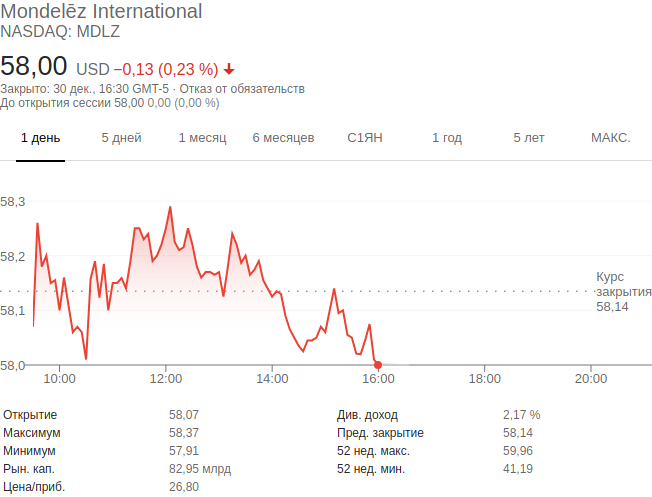 Mondelēz International
NASDAQ: MDLZ
58,00 USD −0,13 (0,23 %)
Закрыто: 30 дек., 16:30 GMT-5 · Отказ от обязательств
До открытия сессии 58,00 0,00 (0,00 %)
1 день 5 дней 1 месяц 6 месяцев С1ЯН 1 год 5 лет МАКС.
58,3
58,2
Курс
закрытия
58,14
58,1
58,0
10:00 12:00 14:00 16:00 18:00 20:00
Открытие 58,07 Див. доход 2,17 %
Максимум 58,37 Пред. закрытие 58,14
Минимум 57,91 52 нед. макс. 59,96
Рын. кап. 82,95 млрд 52 нед. мин. 41,19
Цена/приб. 26,80